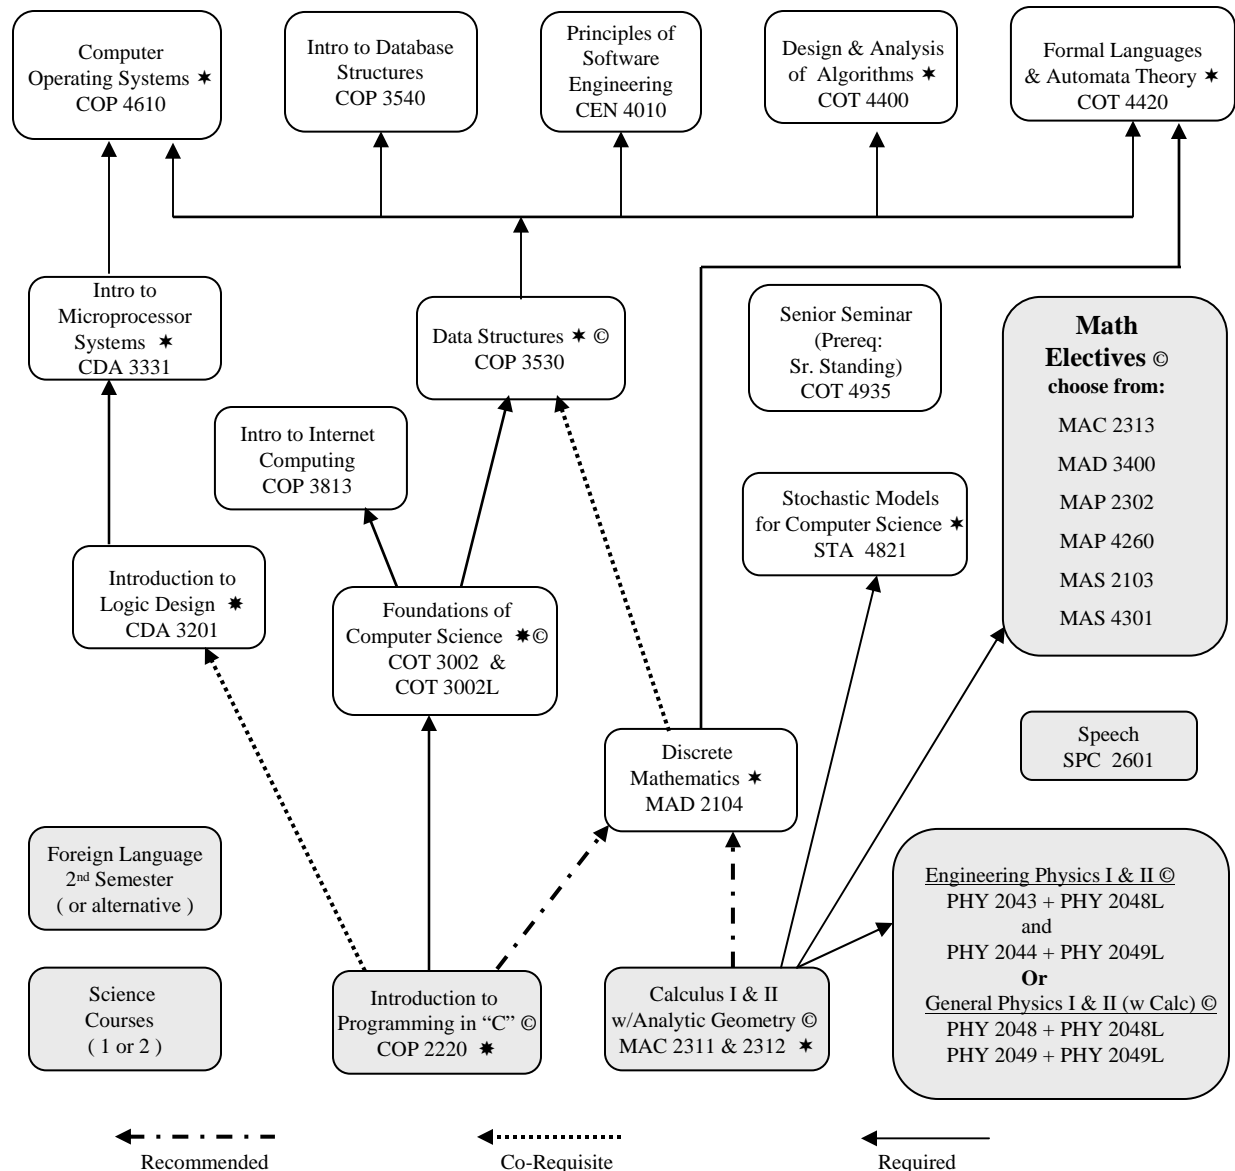 Computer
Operating Systems ✶
COP 4610
Intro to Database
Structures
COP 3540
Principles of
Software
Engineering
CEN 4010
Design & Analysis
of Algorithms ✶
COT 4400
Formal Languages
& Automata Theory ✶
COT 4420
Intro to
Microprocessor
Systems ✶
CDA 3331
Data Structures ✶ ©
COP 3530
Senior Seminar
(Prereq:
Sr. Standing)
COT 4935
Math
Electives ©
choose from:
MAC 2313
MAD 3400
MAP 2302
MAP 4260
MAS 2103
MAS 4301
Intro to Internet
Computing
COP 3813
Stochastic Models
for Computer Science ✶
STA 4821
Introduction to
Logic Design ✷
CDA 3201
Foundations of
Computer Science ✷©
COT 3002 &
COT 3002L
Discrete
Mathematics ✶
MAD 2104
Speech
SPC 2601
Foreign Language
2nd Semester
( or alternative )
Engineering Physics I & II ©
PHY 2043 + PHY 2048L
and
PHY 2044 + PHY 2049L
Or
General Physics I & II (w Calc) ©
PHY 2048 + PHY 2048L
PHY 2049 + PHY 2049L
Science
Courses
( 1 or 2 )
Introduction to
Programming in “C” ©
COP 2220 ✷
Calculus I & II
w/Analytic Geometry ©
MAC 2311 & 2312 ✶
Recommended
Co-Requisite
Required